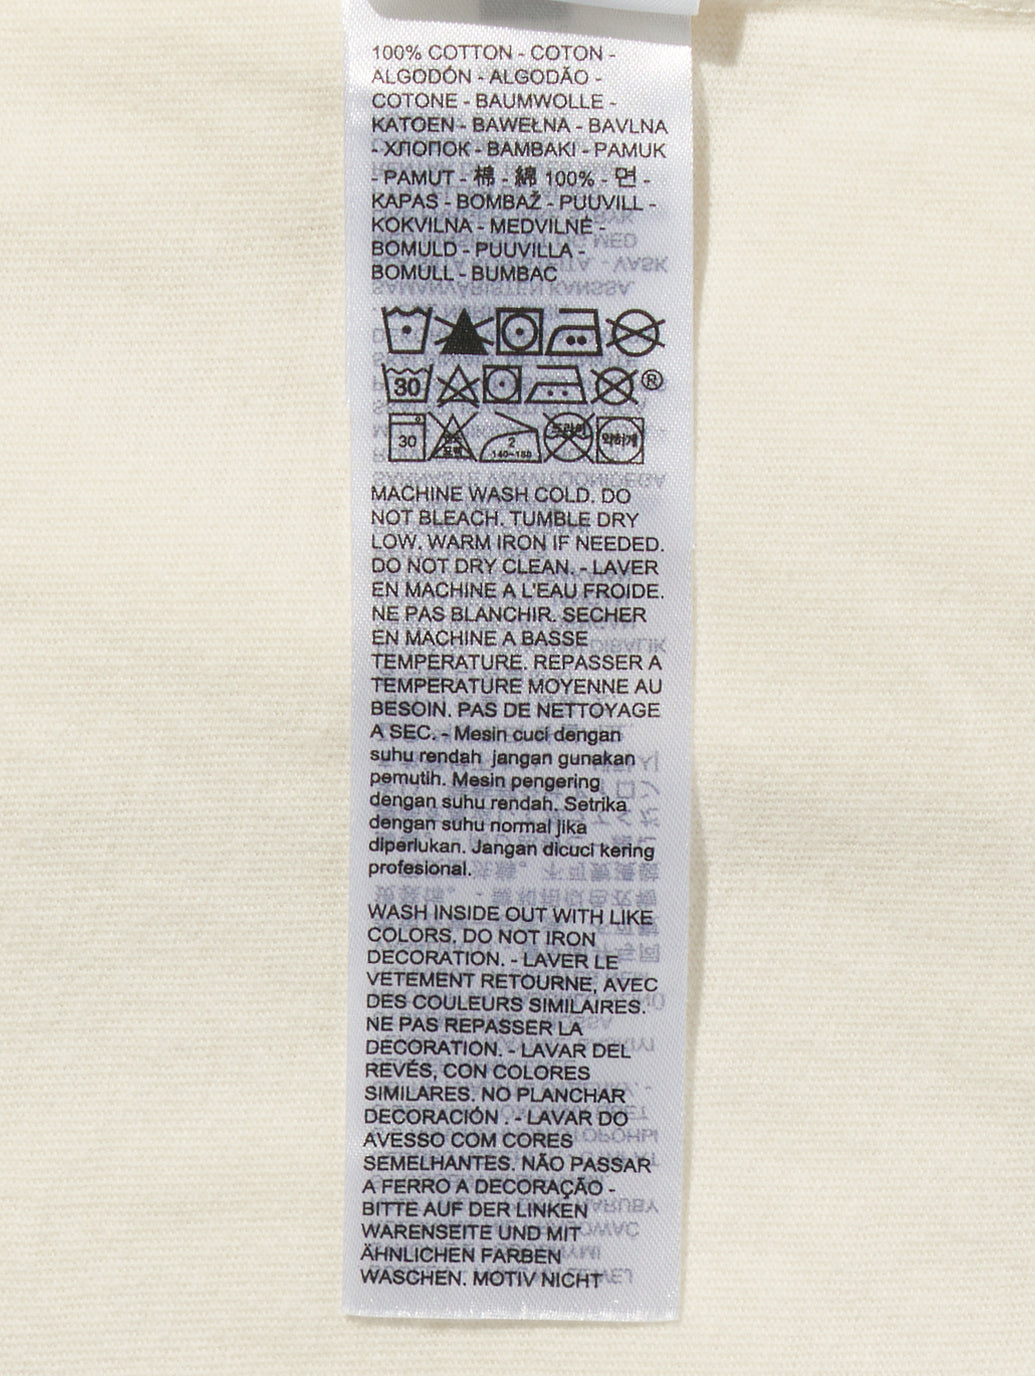 100% COTTON - COTON -
ALGODÓN - ALGODÃO -
COTONE - BAUMWOLLE -
KATOEN - BAWEŁNA - BAVLNA
- ХЛОПОК - BAMBAKI - PAMUK
- PAMUT - 棉 - 綿 100% - 면 -
KAPAS - BOMBAŽ - PUUVILL -
KOKVILNA - MEDVILNĖ -
BOMULD - PUUVILLA -
BOMULL - BUMBAC
30 ®
30 2 140~160 드라이 약하게
MACHINE WASH COLD. DO
NOT BLEACH. TUMBLE DRY
LOW. WARM IRON IF NEEDED.
DO NOT DRY CLEAN. - LAVER
EN MACHINE A L'EAU FROIDE.
NE PAS BLANCHIR. SECHER
EN MACHINE A BASSE
TEMPERATURE. REPASSER A
TEMPERATURE MOYENNE AU
BESOIN. PAS DE NETTOYAGE
A SEC. - Mesin cuci dengan
suhu rendah jangan gunakan
pemutih. Mesin pengering
dengan suhu rendah. Setrika
dengan suhu normal jika
diperlukan. Jangan dicuci kering
profesional.
WASH INSIDE OUT WITH LIKE
COLORS. DO NOT IRON
DECORATION. - LAVER LE
VETEMENT RETOURNE, AVEC
DES COULEURS SIMILAIRES.
NE PAS REPASSER LA
DECORATION. - LAVAR DEL
REVÉS, CON COLORES
SIMILARES. NO PLANCHAR
DECORACIÓN . - LAVAR DO
AVESSO COM CORES
SEMELHANTES. NÃO PASSAR
A FERRO A DECORAÇÃO -
BITTE AUF DER LINKEN
WARENSEITE UND MIT
ÄHNLICHEN FARBEN
WASCHEN. MOTIV NICHT